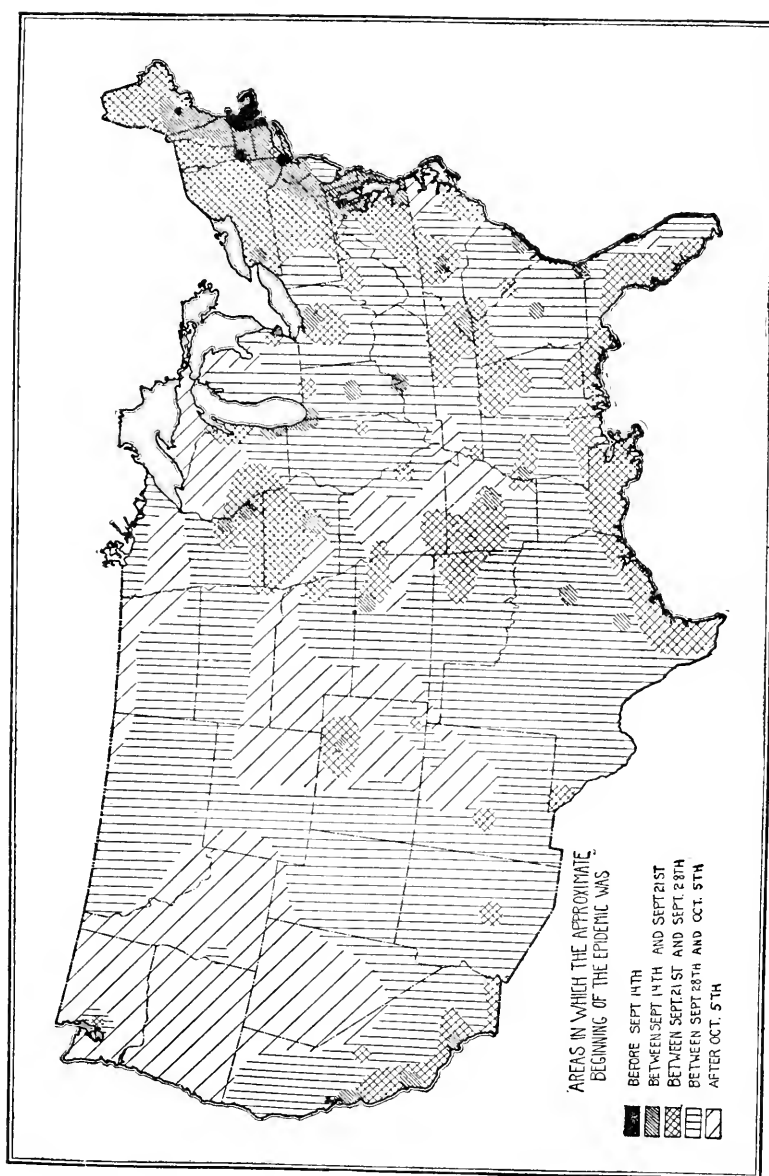 AREAS IN WHICH THE APPROXIMATE
BEGINNING OF THE EPIDEMIC WAS
BEFORE SEPT 14TH
BETWEEN SEPT 14TH AND SEPT 21ST
BETWEEN SEPT. 21ST AND SEPT. 28TH
BETWEEN SEPT 28TH AND OCT. 5TH
AFTER OCT. 5TH